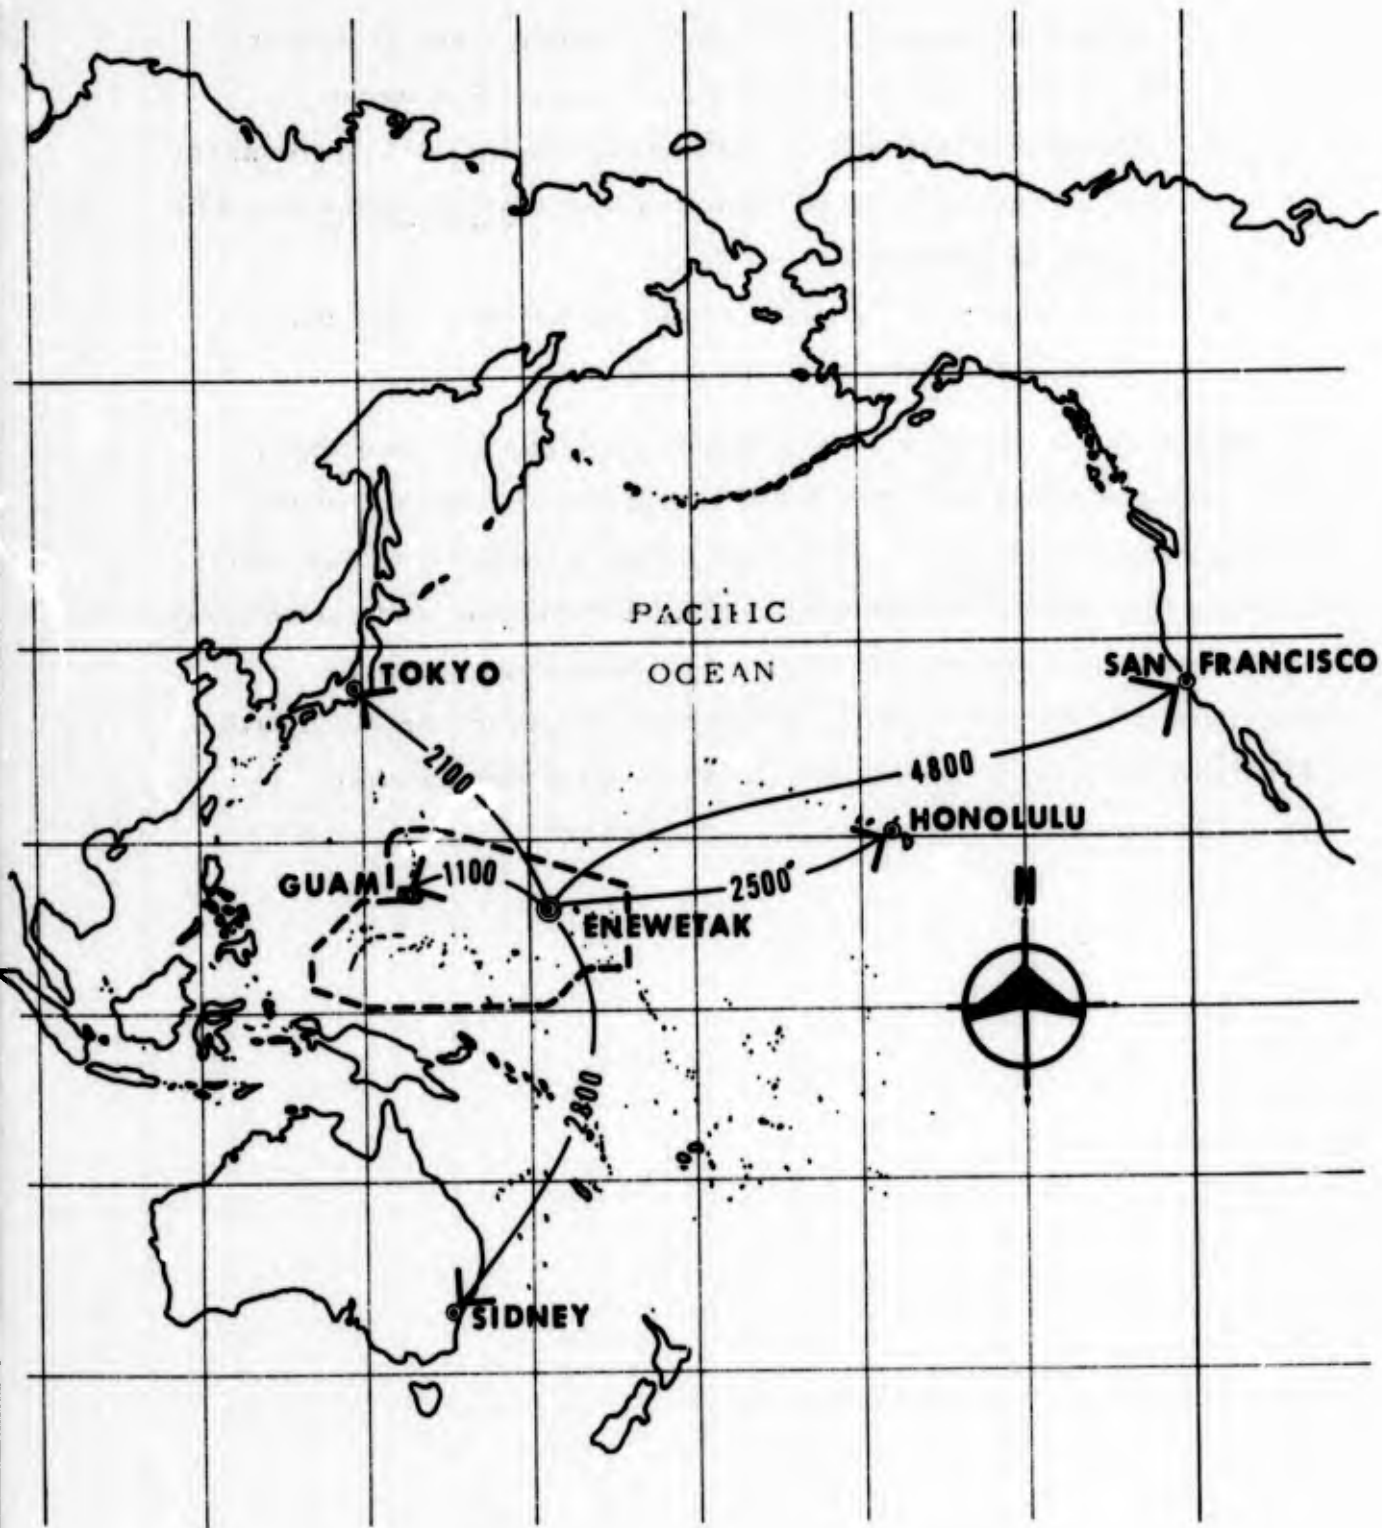 PACIFIC
OCEAN
TOKYO
SAN FRANCISCO
2100
4800
HONOLULU
GUAM
1100
2500
N
ENEWETAK
2800
SIDNEY